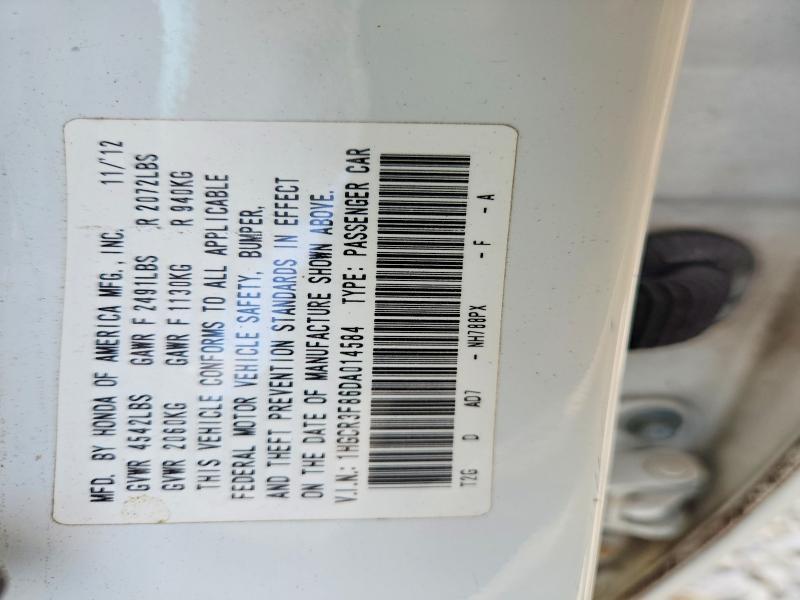 MFD. BY HONDA OF AMERICA MFG., INC. 11/'12
GVWR 4542LBS GAWR F 2491LBS R 2072LBS
GVWR 2060KG GAWR F 1130KG R 940KG
THIS VEHICLE CONFORMS TO ALL APPLICABLE
FEDERAL MOTOR VEHICLE SAFETY, BUMPER,
AND THEFT PREVENTION STANDARDS IN EFFECT
ON THE DATE OF MANUFACTURE SHOWN ABOVE.
V.I.N.: 1HGCR3F86DA014584 TYPE: PASSENGER CAR
T2G D AD7 - NH788PX - F - A